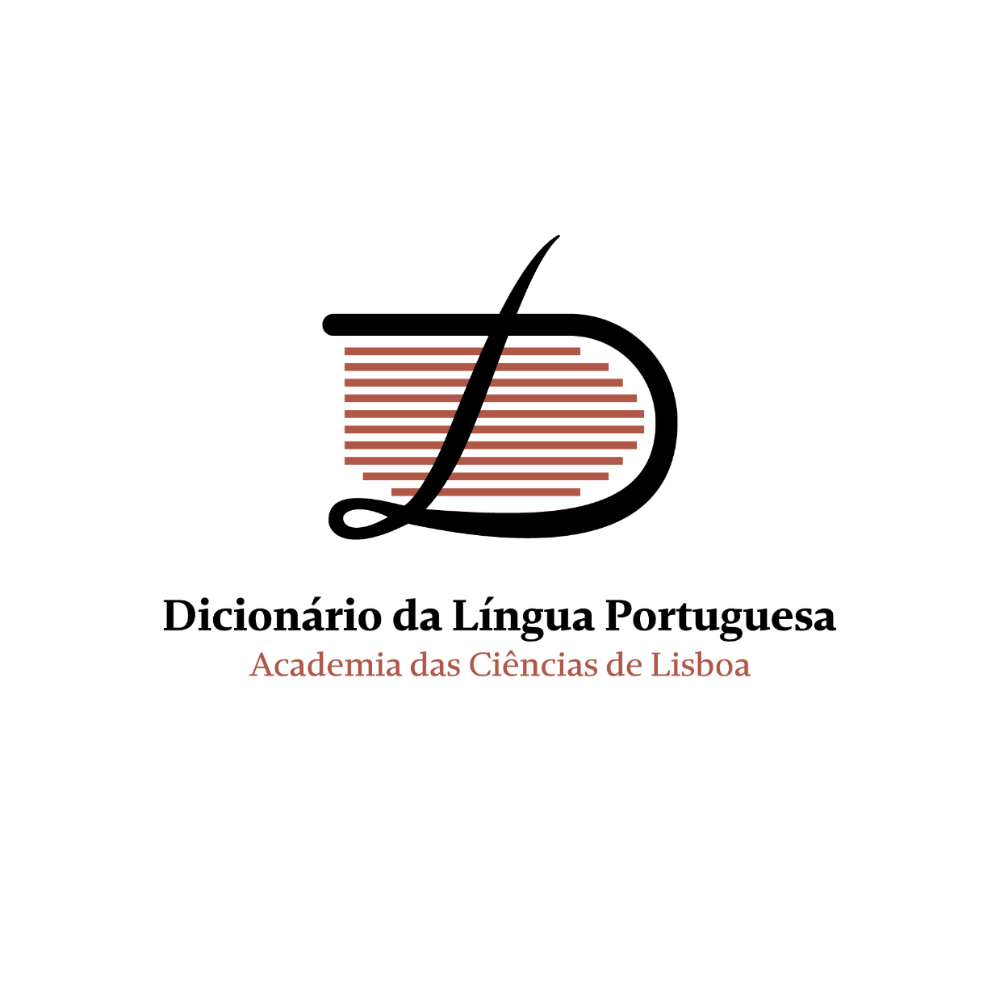 Dicionário da Língua Portuguesa
Academia das Ciências de Lisboa